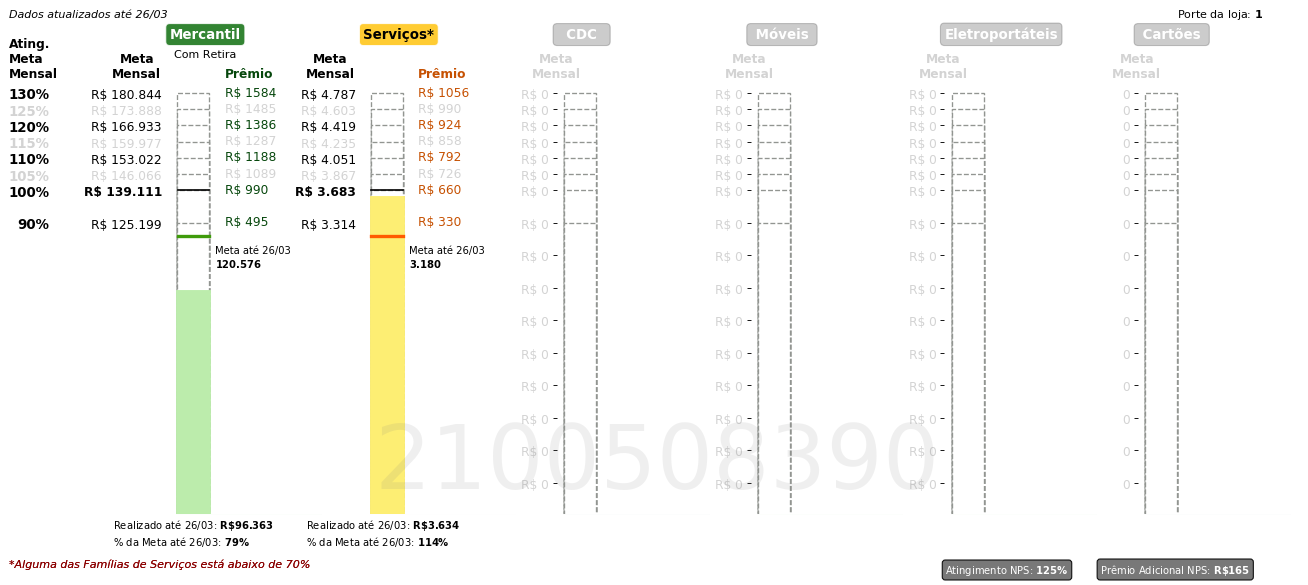 Dados atualizados até 26/03
Porte da loja: 1
Mercantil
Serviços*
CDC
Móveis
Eletroportáteis
Cartões
Ating.
Meta
Mensal
Meta
Mensal
Com Retira
Prêmio
Meta
Mensal
Prêmio
Meta
Mensal
Meta
Mensal
Meta
Mensal
Meta
Mensal
130% R$ 180.844 R$ 1584 R$ 4.787 R$ 1056 R$ 0 R$ 0 R$ 0 0
125% R$ 173.888 R$ 1485 R$ 4.603 R$ 990 R$ 0 R$ 0 R$ 0 0
120% R$ 166.933 R$ 1386 R$ 4.419 R$ 924 R$ 0 R$ 0 R$ 0 0
115% R$ 159.977 R$ 1287 R$ 4.235 R$ 858 R$ 0 R$ 0 R$ 0 0
110% R$ 153.022 R$ 1188 R$ 4.051 R$ 792 R$ 0 R$ 0 R$ 0 0
105% R$ 146.066 R$ 1089 R$ 3.867 R$ 726 R$ 0 R$ 0 R$ 0 0
100% R$ 139.111 R$ 990 R$ 3.683 R$ 660 R$ 0 R$ 0 R$ 0 0
90% R$ 125.199 R$ 495 R$ 3.314 R$ 330 R$ 0 R$ 0 R$ 0 0
Meta até 26/03
120.576
Meta até 26/03
3.180
R$ 0 R$ 0 R$ 0 0
R$ 0 R$ 0 R$ 0 0
R$ 0 R$ 0 R$ 0 0
R$ 0 R$ 0 R$ 0 0
R$ 0 R$ 0 R$ 0 0
R$ 0 R$ 0 R$ 0 0
R$ 0 R$ 0 R$ 0 0
R$ 0 R$ 0 R$ 0 0
2100508390
Realizado até 26/03: R$96.363
% da Meta até 26/03: 79%
Realizado até 26/03: R$3.634
% da Meta até 26/03: 114%
*Alguma das Famílias de Serviços está abaixo de 70%
Atingimento NPS: 125%
Prêmio Adicional NPS: R$165